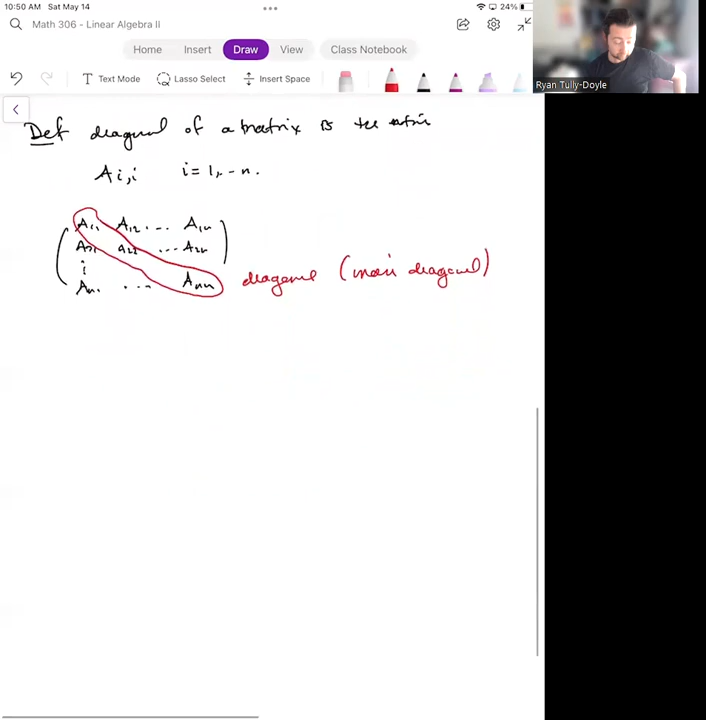 10:50 AM Sat May 14
24%
Math 306 - Linear Algebra II
Home Insert Draw View Class Notebook
Text Mode Lasso Select Insert Space
Ryan Tully-Doyle
Def diagonal of a matrix is the
A i,i i=1, -- n.
A11 A12 ... A1n
A21 a22 ... A2n
⋮
An1 ... Ann
diagonal (main diagonal)